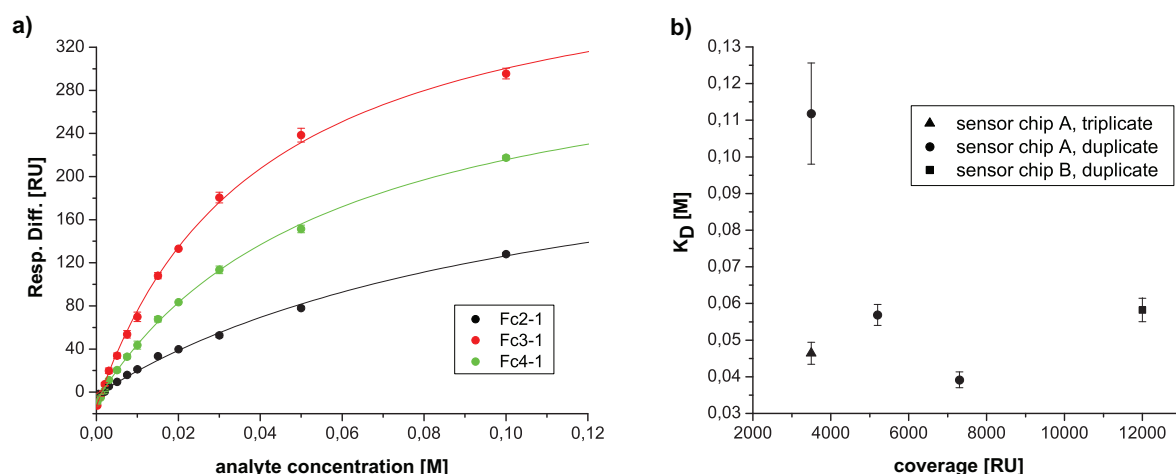 a)
Resp. Diff. [RU]
320
280
240
200
160
120
80
40
0
0,00
0,02
0,04
0,06
0,08
0,10
0,12
analyte concentration [M]
Fc2-1
Fc3-1
Fc4-1
b)
K_D [M]
0,13
0,12
0,11
0,10
0,09
0,08
0,07
0,06
0,05
0,04
0,03
2000
4000
6000
8000
10000
12000
coverage [RU]
sensor chip A, triplicate
sensor chip A, duplicate
sensor chip B, duplicate